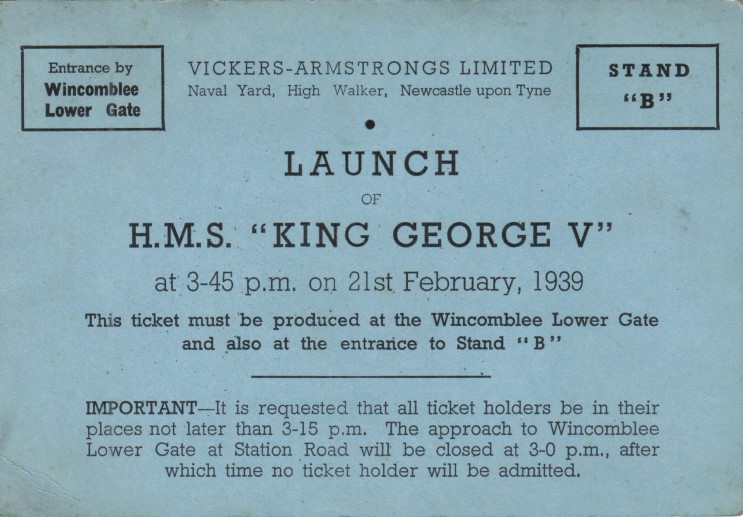 Entrance by
Wincomblee
Lower Gate
VICKERS-ARMSTRONGS LIMITED
Naval Yard, High Walker, Newcastle upon Tyne
STAND
"B"
LAUNCH
OF
H.M.S. "KING GEORGE V"
at 3-45 p.m. on 21st February, 1939
This ticket must be produced at the Wincomblee Lower Gate
and also at the entrance to Stand "B"
IMPORTANT—It is requested that all ticket holders be in their
places not later than 3-15 p.m. The approach to Wincomblee
Lower Gate at Station Road will be closed at 3-0 p.m., after
which time no ticket holder will be admitted.